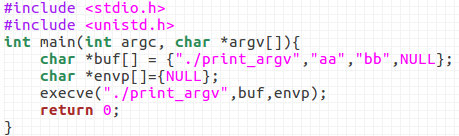 #include <stdio.h>
#include <unistd.h>
int main(int argc, char *argv[]){
    char *buf[] = {"./print_argv","aa","bb",NULL};
    char *envp[]={NULL};
    execve("./print_argv",buf,envp);
    return 0;
}